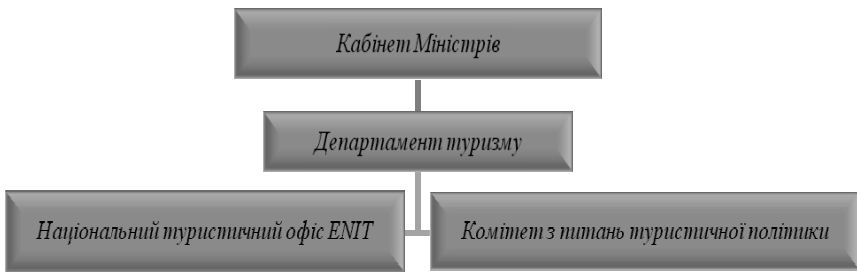 Кабінет Міністрів
Департамент туризму
Національний туристичний офіс ENIT
Комітет з питань туристичної політики